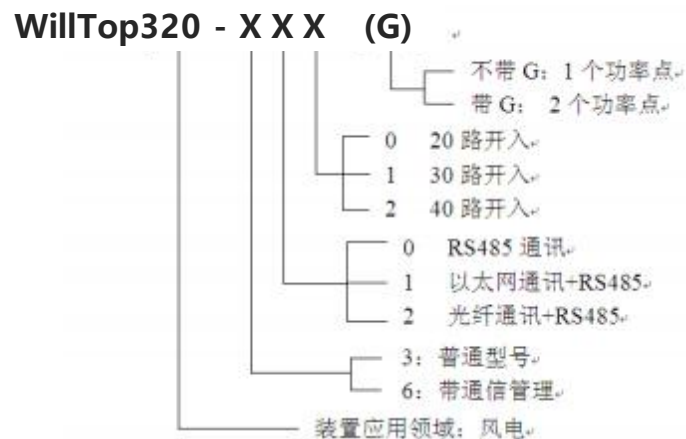 WillTop320 - X X X (G)
不带 G: 1 个功率点
带 G: 2 个功率点
0 20 路开入
1 30 路开入
2 40 路开入
0 RS485 通讯
1 以太网通讯+RS485
2 光纤通讯+RS485
3: 普通型号
6: 带通信管理
装置应用领域: 风电